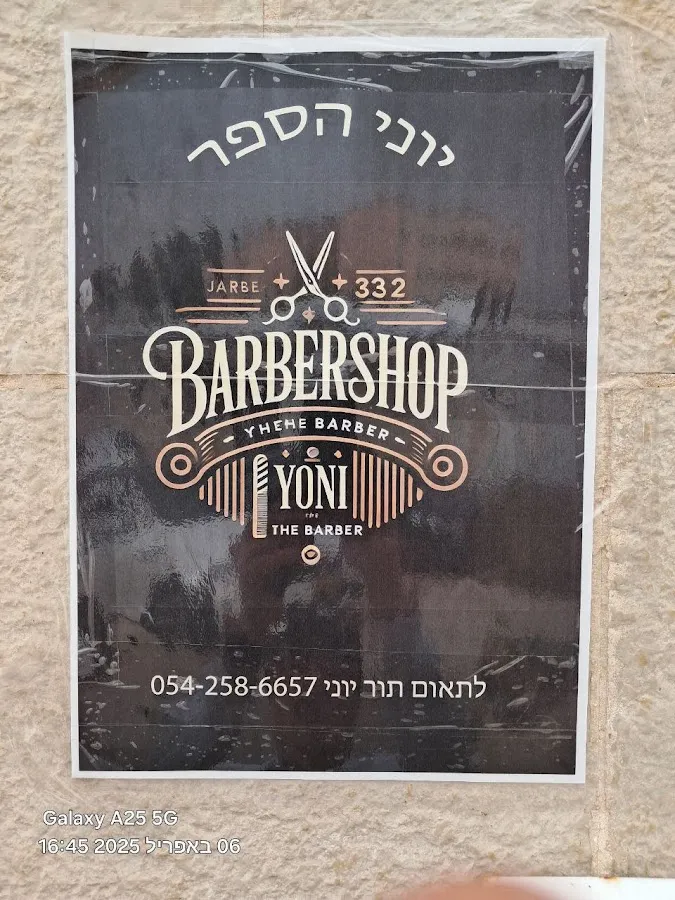 יוני הספר
JARBE 332
BARBERSHOP
- YHEHE BARBER -
YONI
THE BARBER
לתאום תור יוני 054-258-6657
Galaxy A25 5G
06 באפריל 2025 16:45